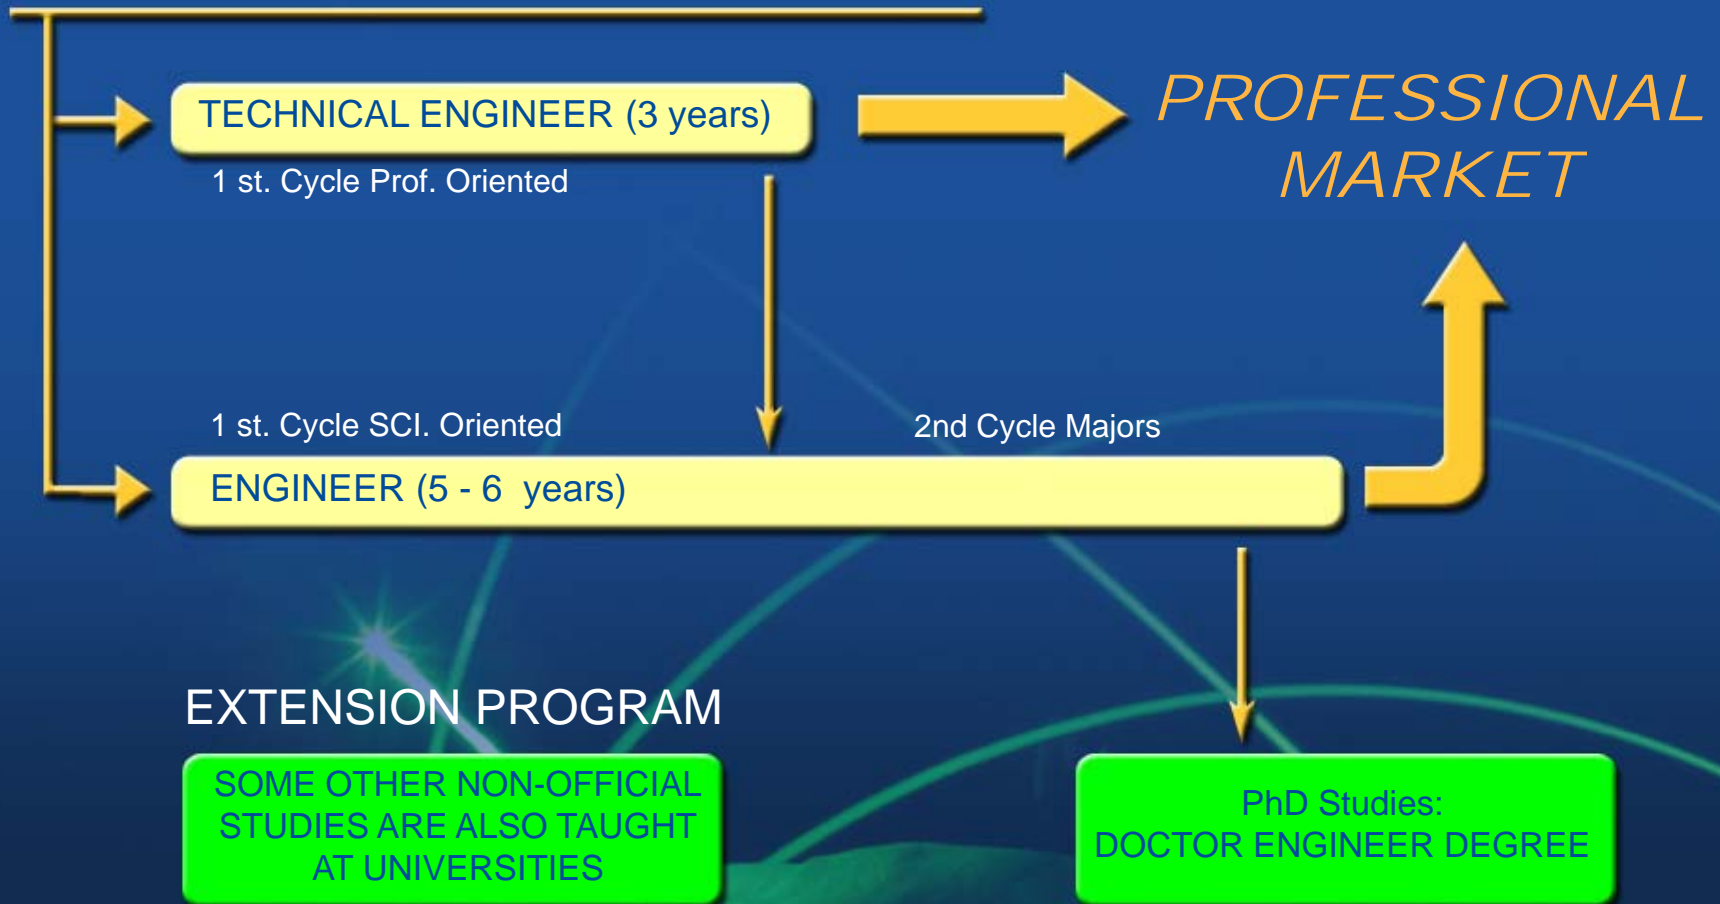 TECHNICAL ENGINEER (3 years)
PROFESSIONAL
MARKET
1 st. Cycle Prof. Oriented
1 st. Cycle SCI. Oriented
2nd Cycle Majors
ENGINEER (5 - 6 years)
EXTENSION PROGRAM
SOME OTHER NON-OFFICIAL
STUDIES ARE ALSO TAUGHT
AT UNIVERSITIES
PhD Studies:
DOCTOR ENGINEER DEGREE